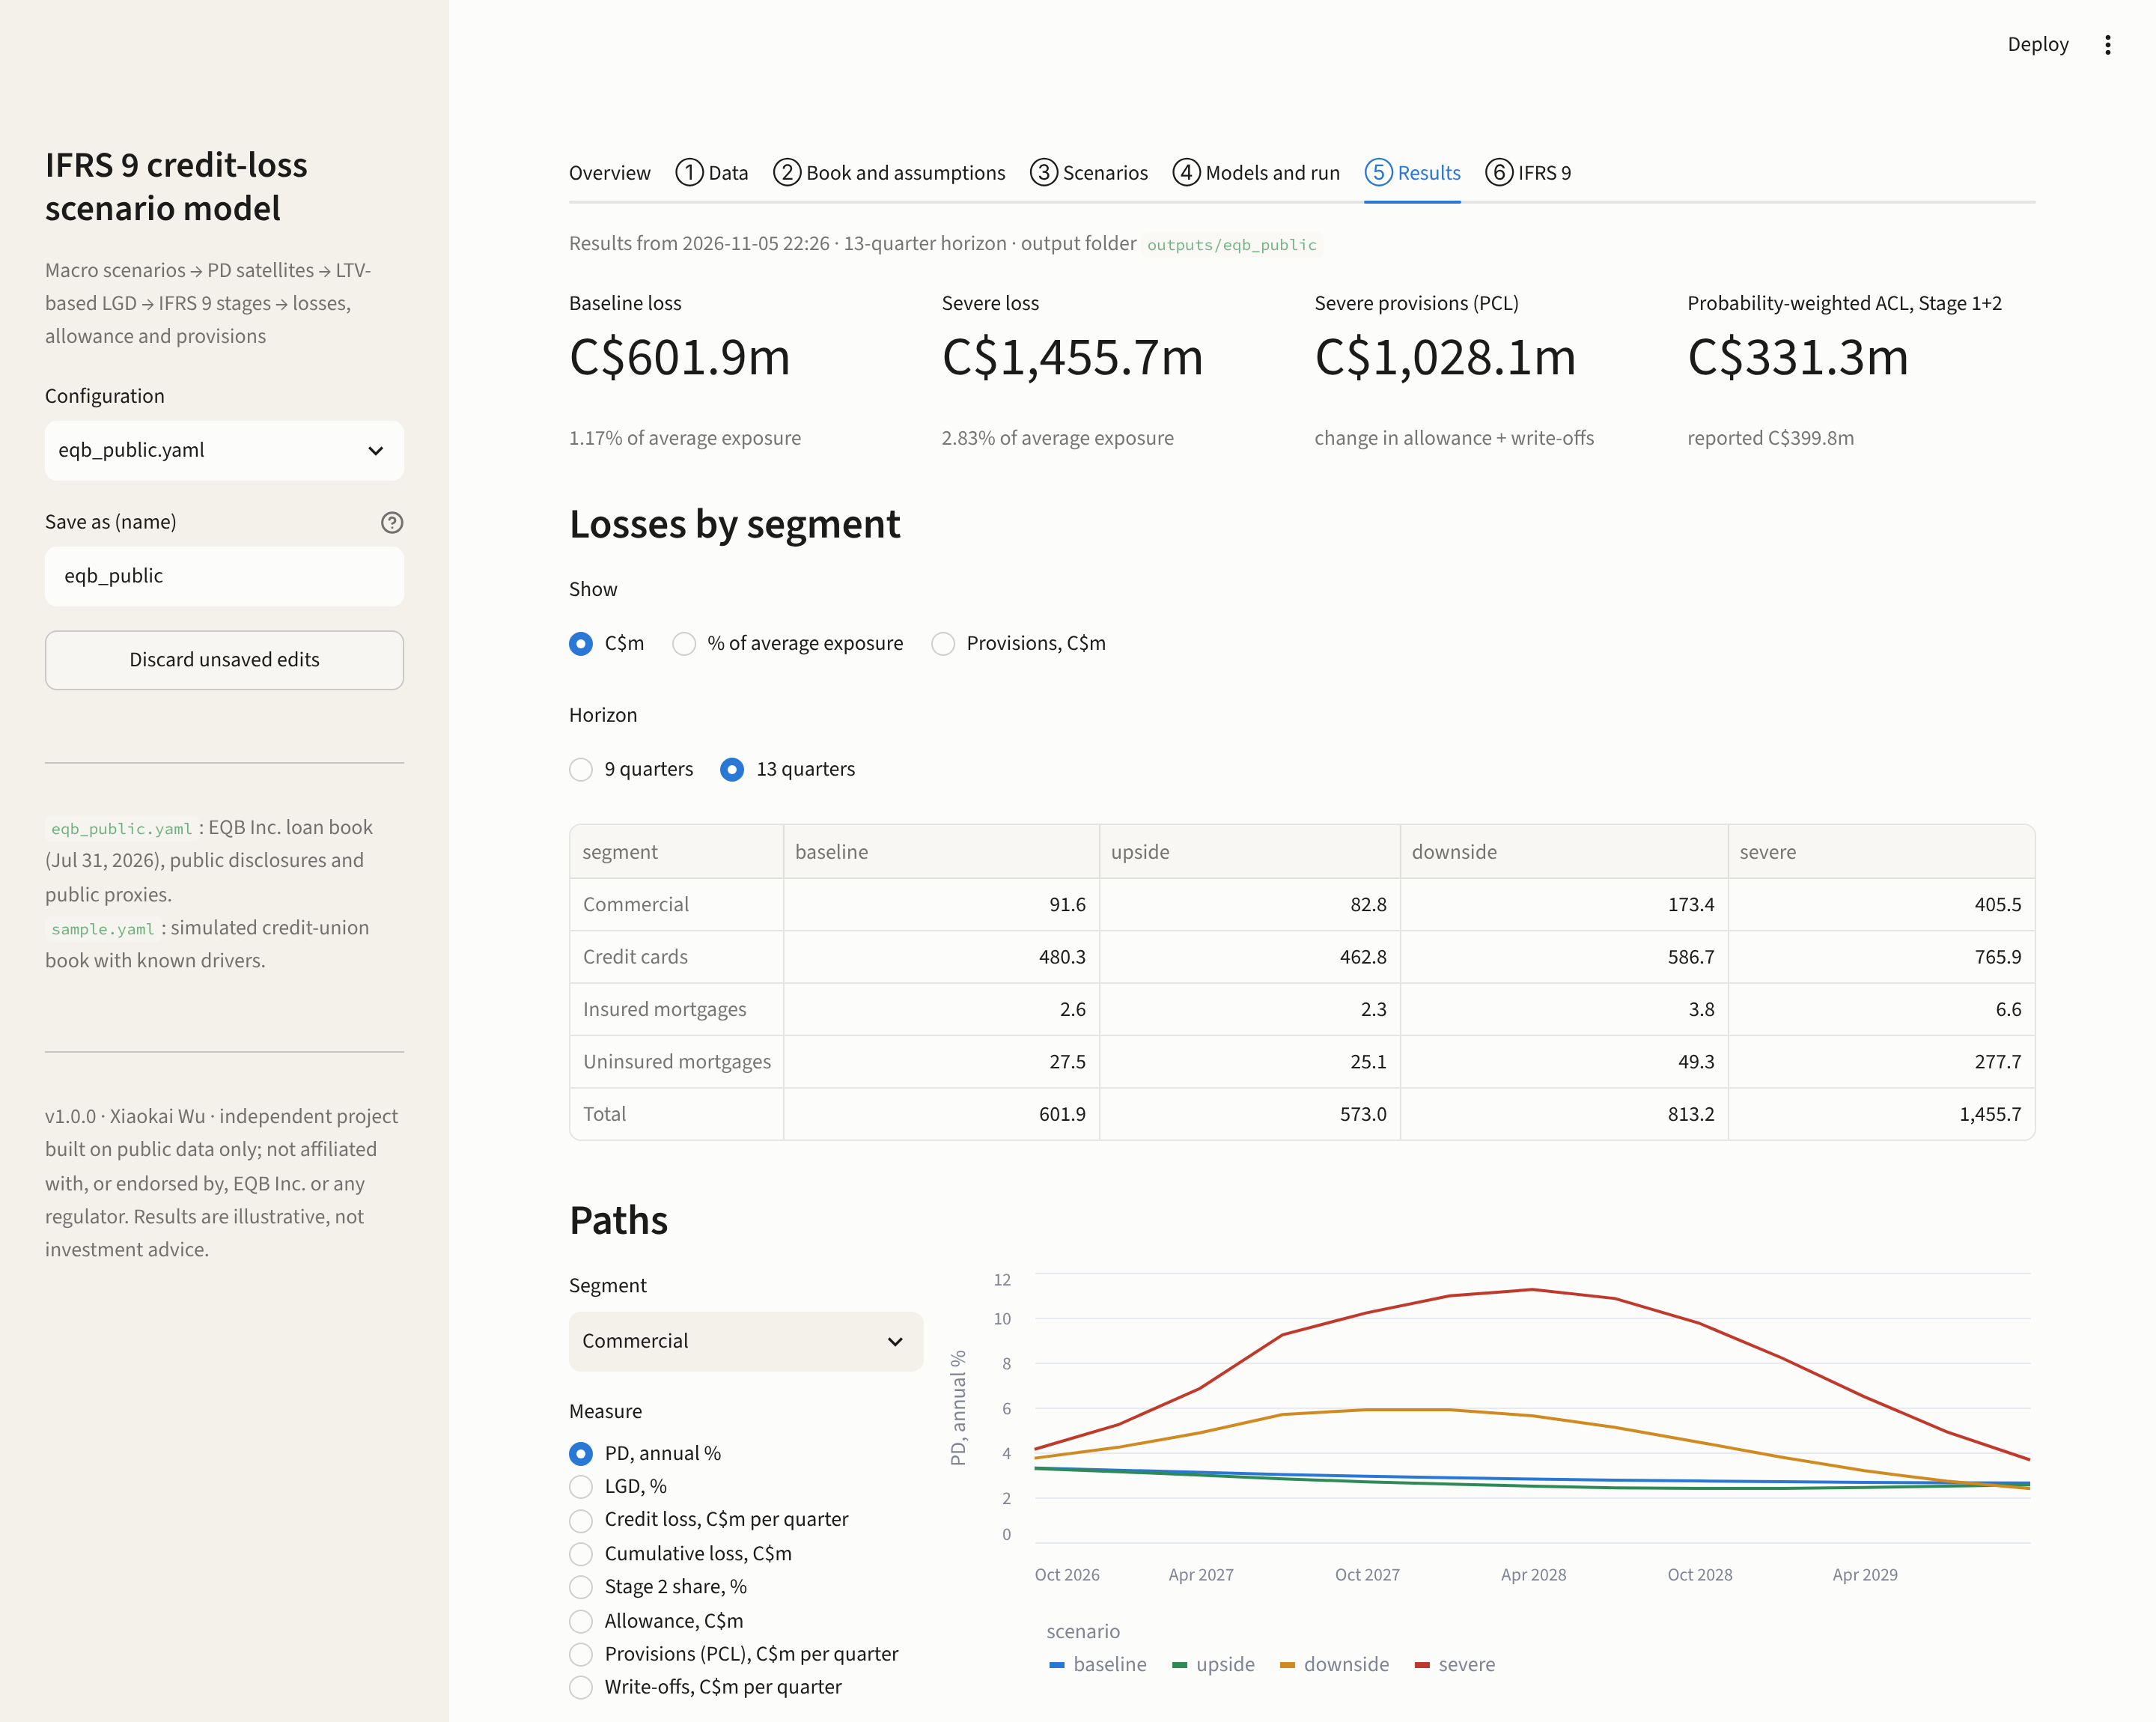 Deploy
IFRS 9 credit-loss
scenario model
Macro scenarios → PD satellites → LTV-
based LGD → IFRS 9 stages → losses,
allowance and provisions
Configuration
eqb_public.yaml
Save as (name)
eqb_public
Discard unsaved edits
eqb_public.yaml : EQB Inc. loan book
(Jul 31, 2026), public disclosures and
public proxies.
sample.yaml : simulated credit-union
book with known drivers.
v1.0.0 · Xiaokai Wu · independent project
built on public data only; not affiliated
with, or endorsed by, EQB Inc. or any
regulator. Results are illustrative, not
investment advice.
Overview ① Data ② Book and assumptions ③ Scenarios ④ Models and run ⑤ Results ⑥ IFRS 9
Results from 2026-11-05 22:26 · 13-quarter horizon · output folder outputs/eqb_public
Baseline loss Severe loss Severe provisions (PCL) Probability-weighted ACL, Stage 1+2
C$601.9m C$1,455.7m C$1,028.1m C$331.3m
1.17% of average exposure 2.83% of average exposure change in allowance + write-offs reported C$399.8m
Losses by segment
Show
C$m % of average exposure Provisions, C$m
Horizon
9 quarters 13 quarters
segment baseline upside downside severe
Commercial 91.6 82.8 173.4 405.5
Credit cards 480.3 462.8 586.7 765.9
Insured mortgages 2.6 2.3 3.8 6.6
Uninsured mortgages 27.5 25.1 49.3 277.7
Total 601.9 573.0 813.2 1,455.7
Paths
Segment
Commercial
Measure
PD, annual %
LGD, %
Credit loss, C$m per quarter
Cumulative loss, C$m
Stage 2 share, %
Allowance, C$m
Provisions (PCL), C$m per quarter
Write-offs, C$m per quarter
PD, annual %
12
10
8
6
4
2
0
Oct 2026 Apr 2027 Oct 2027 Apr 2028 Oct 2028 Apr 2029
scenario
baseline upside downside severe